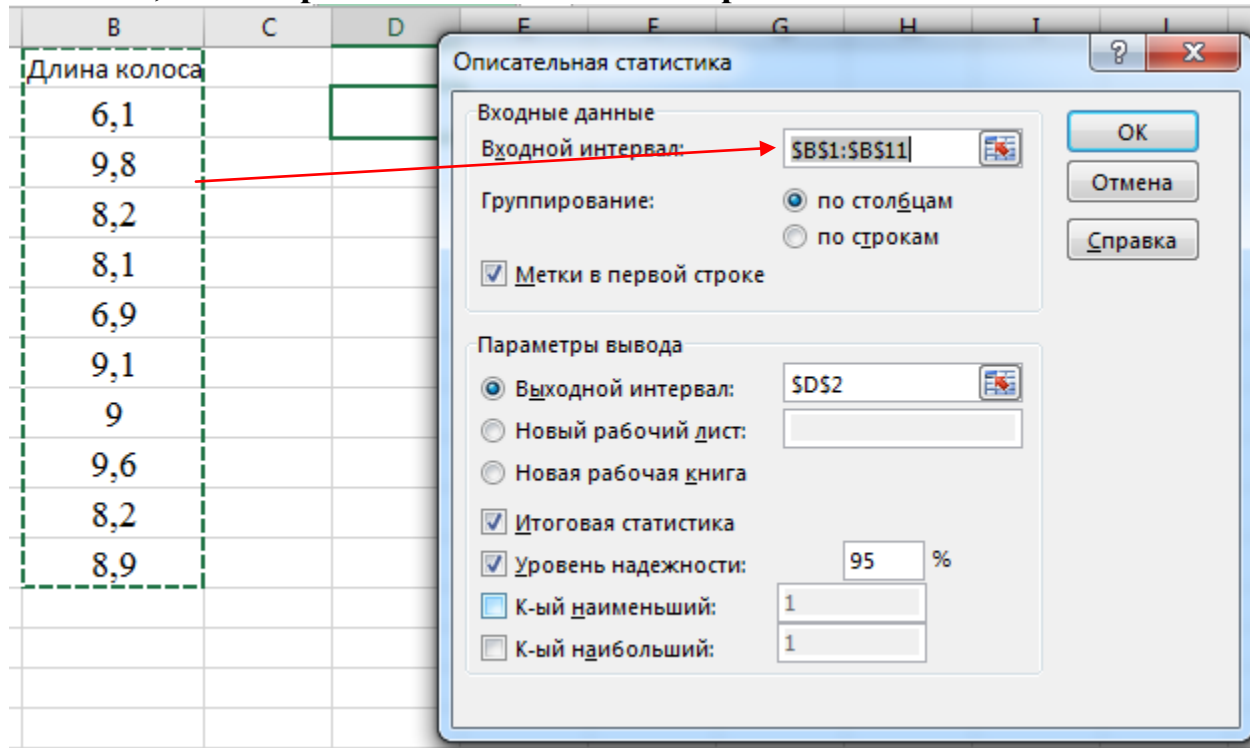 B C D E F G H I J
Длина колоса
6,1
9,8
8,2
8,1
6,9
9,1
9
9,6
8,2
8,9
Описательная статистика
Входные данные
Входной интервал: $B$1:$B$11
Группирование: по столбцам
по строкам
Метки в первой строке
Параметры вывода
Выходной интервал: $D$2
Новый рабочий лист:
Новая рабочая книга
Итоговая статистика
Уровень надежности: 95 %
К-ый наименьший: 1
К-ый наибольший: 1
ОК
Отмена
Справка